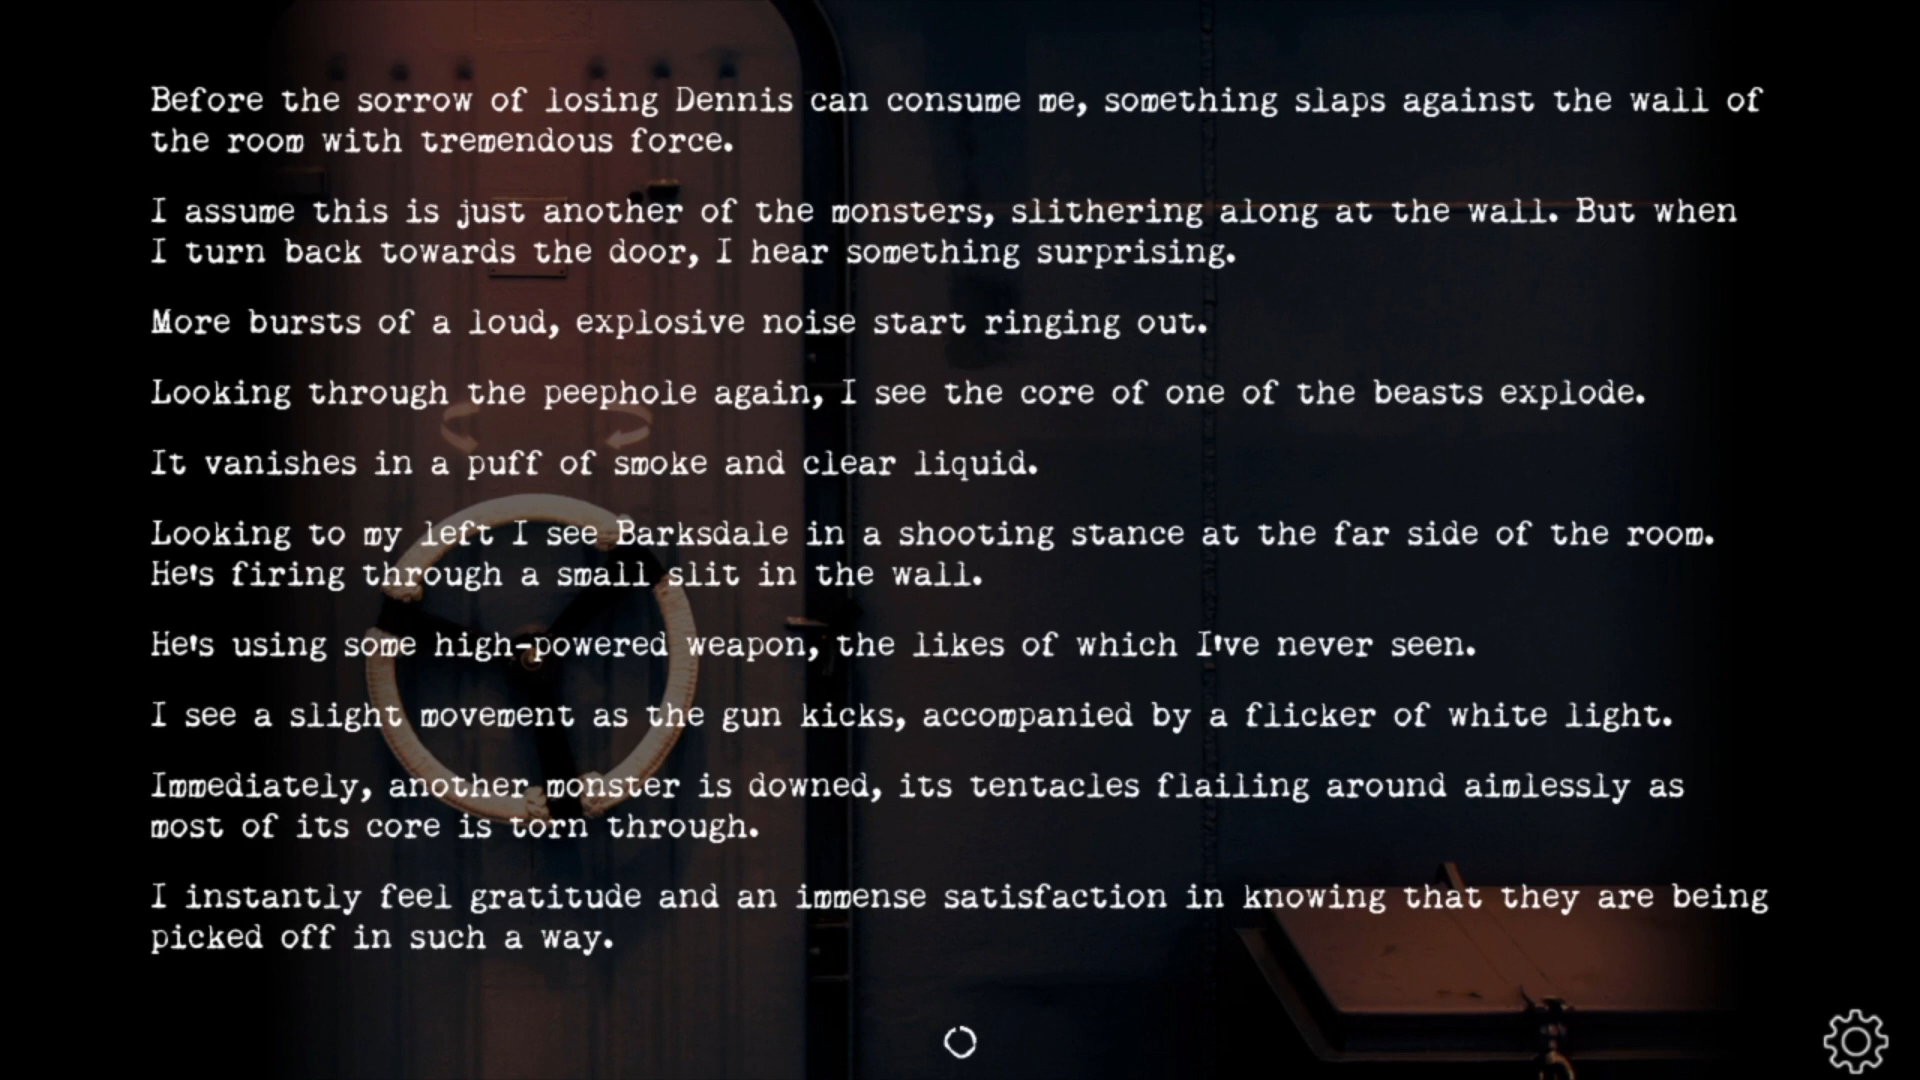 Before the sorrow of losing Dennis can consume me, something slaps against the wall of
the room with tremendous force.
I assume this is just another of the monsters, slithering along at the wall. But when
I turn back towards the door, I hear something surprising.
More bursts of a loud, explosive noise start ringing out.
Looking through the peephole again, I see the core of one of the beasts explode.
It vanishes in a puff of smoke and clear liquid.
Looking to my left I see Barksdale in a shooting stance at the far side of the room.
He's firing through a small slit in the wall.
He's using some high-powered weapon, the likes of which I've never seen.
I see a slight movement as the gun kicks, accompanied by a flicker of white light.
Immediately, another monster is downed, its tentacles flailing around aimlessly as
most of its core is torn through.
I instantly feel gratitude and an immense satisfaction in knowing that they are being
picked off in such a way.